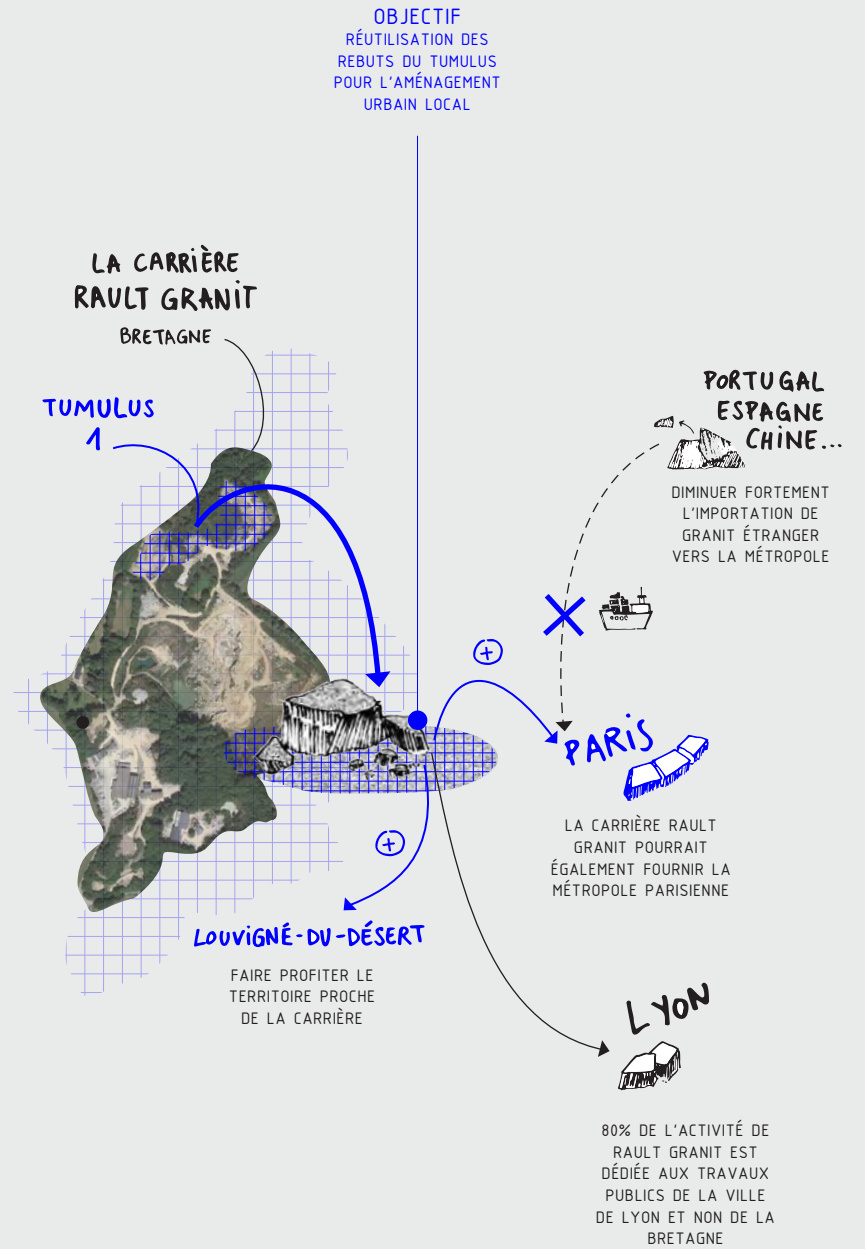 OBJECTIF
RÉUTILISATION DES
REBUTS DU TUMULUS
POUR L'AMÉNAGEMENT
URBAIN LOCAL
LA CARRIÈRE
RAULT GRANIT
BRETAGNE
TUMULUS
1
PORTUGAL
ESPAGNE
CHINE...
DIMINUER FORTEMENT
L'IMPORTATION DE
GRANIT ÉTRANGER
VERS LA MÉTROPOLE
+
PARIS
LA CARRIÈRE RAULT
GRANIT POURRAIT
ÉGALEMENT FOURNIR LA
MÉTROPOLE PARISIENNE
+
LOUVIGNÉ-DU-DÉSERT
FAIRE PROFITER LE
TERRITOIRE PROCHE
DE LA CARRIÈRE
LYON
80% DE L'ACTIVITÉ DE
RAULT GRANIT EST
DÉDIÉE AUX TRAVAUX
PUBLICS DE LA VILLE
DE LYON ET NON DE LA
BRETAGNE